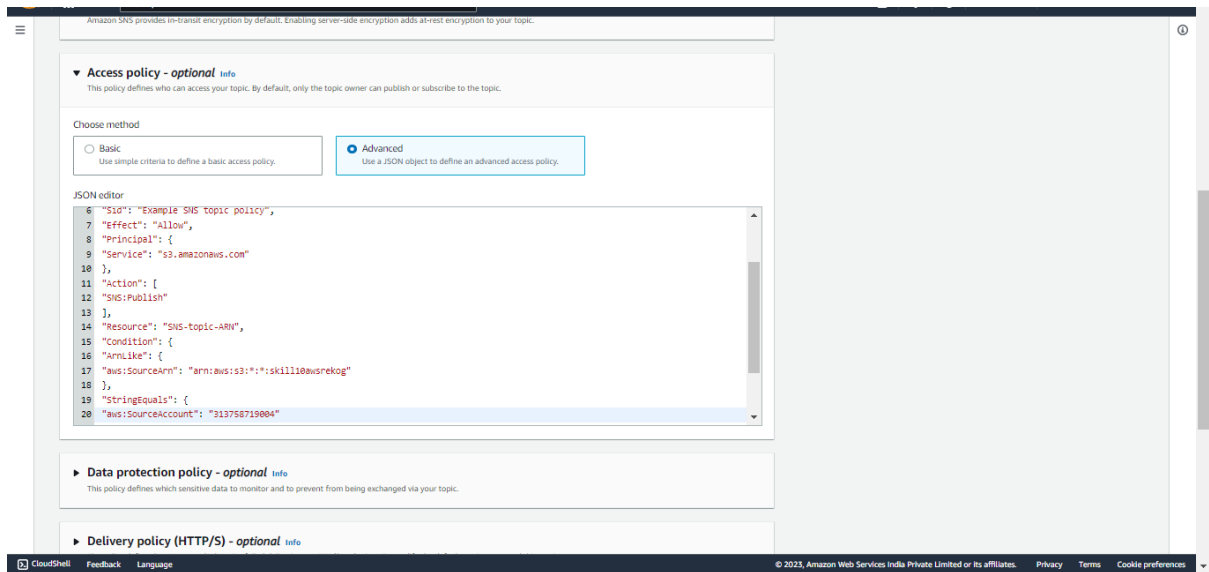 Amazon SNS provides in-transit encryption by default. Enabling server-side encryption adds at-rest encryption to your topic.
Access policy - optional Info
This policy defines who can access your topic. By default, only the topic owner can publish or subscribe to the topic.
Choose method
Basic
Use simple criteria to define a basic access policy.
Advanced
Use a JSON object to define an advanced access policy.
JSON editor
6 "Sid": "Example SNS topic policy",
7 "Effect": "Allow",
8 "Principal": {
9 "Service": "s3.amazonaws.com"
10 },
11 "Action": [
12 "SNS:Publish"
13 ],
14 "Resource": "SNS-topic-ARN",
15 "Condition": {
16 "ArnLike": {
17 "aws:SourceArn": "arn:aws:s3:*:*:skill10awsrekog"
18 },
19 "StringEquals": {
20 "aws:SourceAccount": "313758719004"
Data protection policy - optional Info
This policy defines which sensitive data to monitor and to prevent from being exchanged via your topic.
Delivery policy (HTTP/S) - optional Info
CloudShell Feedback Language © 2023, Amazon Web Services India Private Limited or its affiliates. Privacy Terms Cookie preferences